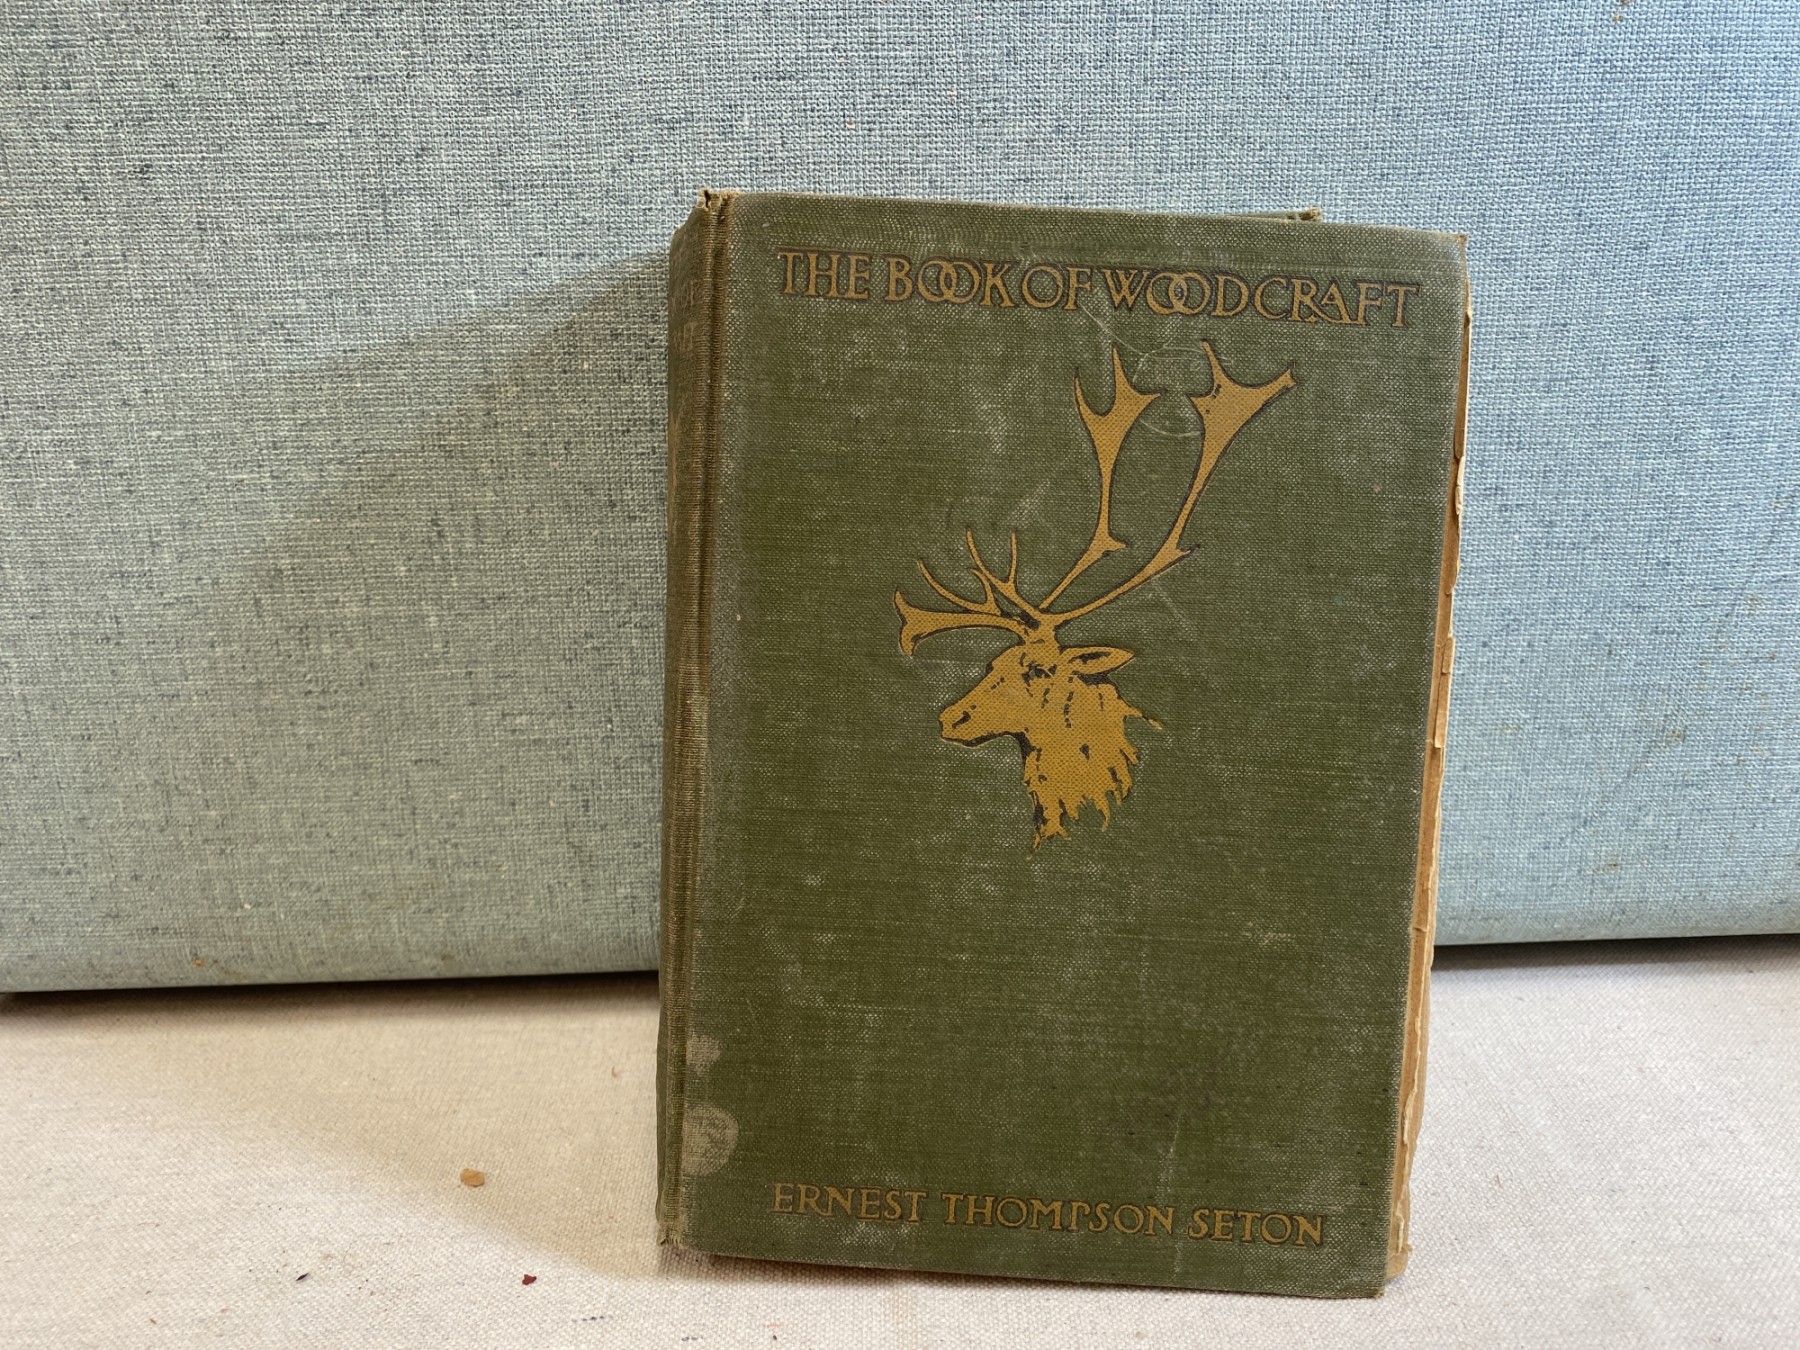 THE BOOK OF WOODCRAFT
ERNEST THOMPSON SETON